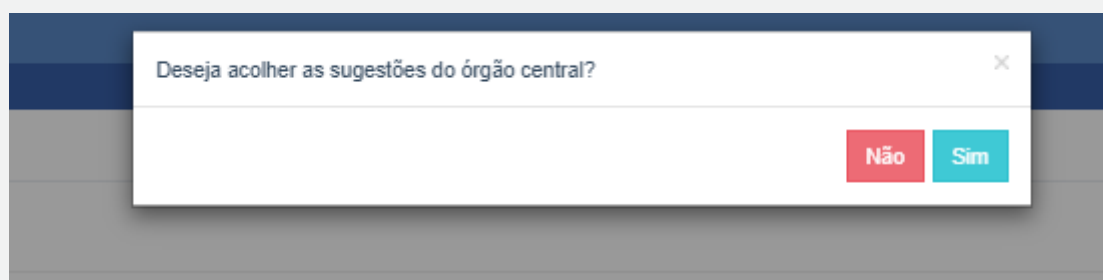 Deseja acolher as sugestões do órgão central?
×
Não Sim